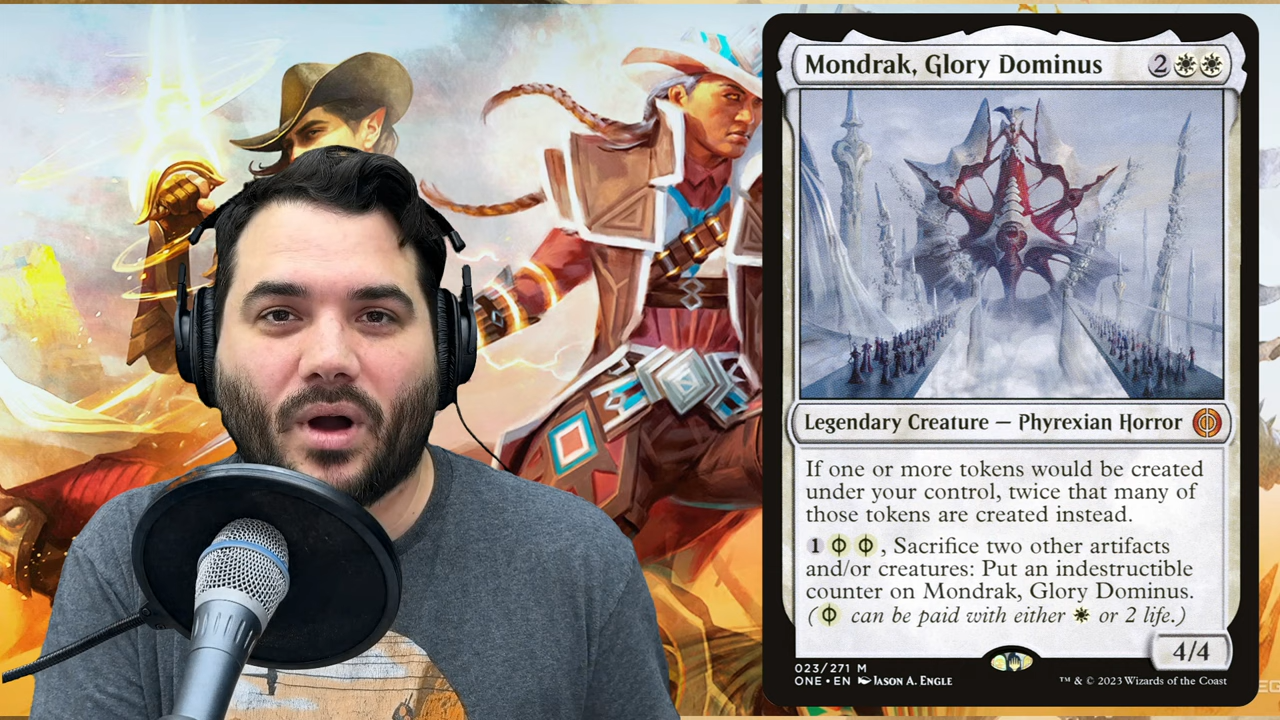 Mondrak, Glory Dominus 2
Legendary Creature — Phyrexian Horror
If one or more tokens would be created
under your control, twice that many of
those tokens are created instead.
1 , Sacrifice two other artifacts
and/or creatures: Put an indestructible
counter on Mondrak, Glory Dominus.
( can be paid with either or 2 life.)
4/4
023/271 M
ONE • EN JASON A. ENGLE
™ & © 2023 Wizards of the Coast